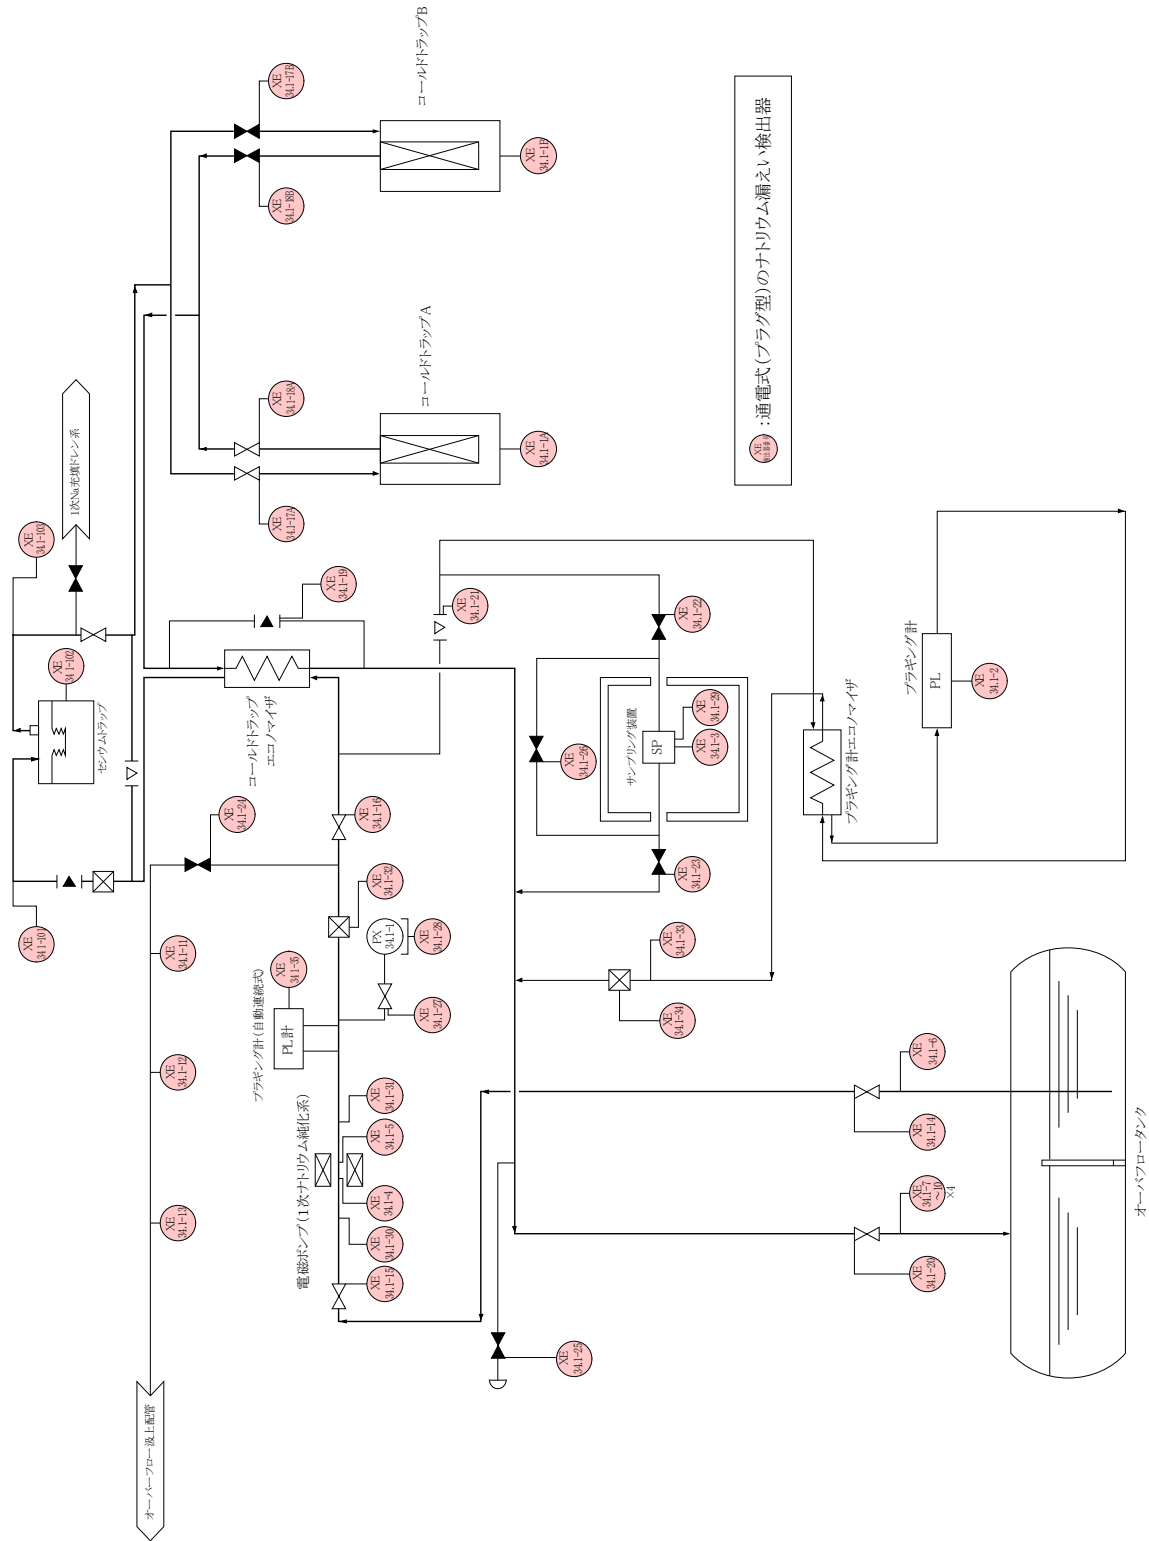 XE
34.1-17B
XE
34.1-18B
コールドトラップB
XE
34.1-1B
XE
34.1-18A
XE
34.1-17A
コールドトラップA
XE
34.1-1A
1次Na充填ドレン系
XE
34.1-103
XE
34.1-102
セシウムトラップ
XE
34.1-101
XE
34.1-19
コールドトラップ
エコノマイザ
XE
34.1-21
XE
34.1-22
XE
34.1-24
XE
34.1-16
XE
34.1-32
XE
34.1-26
サンプリング装置
SP
XE
34.1-29
XE
34.1-3
XE
34.1-23
プラギング計エコノマイザ
プラギング計
PL
XE
34.1-2
XE
34.1-11
XE
34.1-12
XE
34.1-13
オーバーフロー汲上配管
プラギング計(自動連続式)
PL計
XE
34.1-35
PX
34.1-1
XE
34.1-28
XE
34.1-27
XE
34.1-33
XE
34.1-34
電磁ポンプ(1次ナトリウム純化系)
XE
34.1-31
XE
34.1-5
XE
34.1-4
XE
34.1-30
XE
34.1-15
XE
34.1-25
XE
34.1-6
XE
34.1-14
XE
34.1-7
~10
×4
XE
34.1-20
オーバフロータンク
XE
:通電式(プラグ型)のナトリウム漏えい検出器